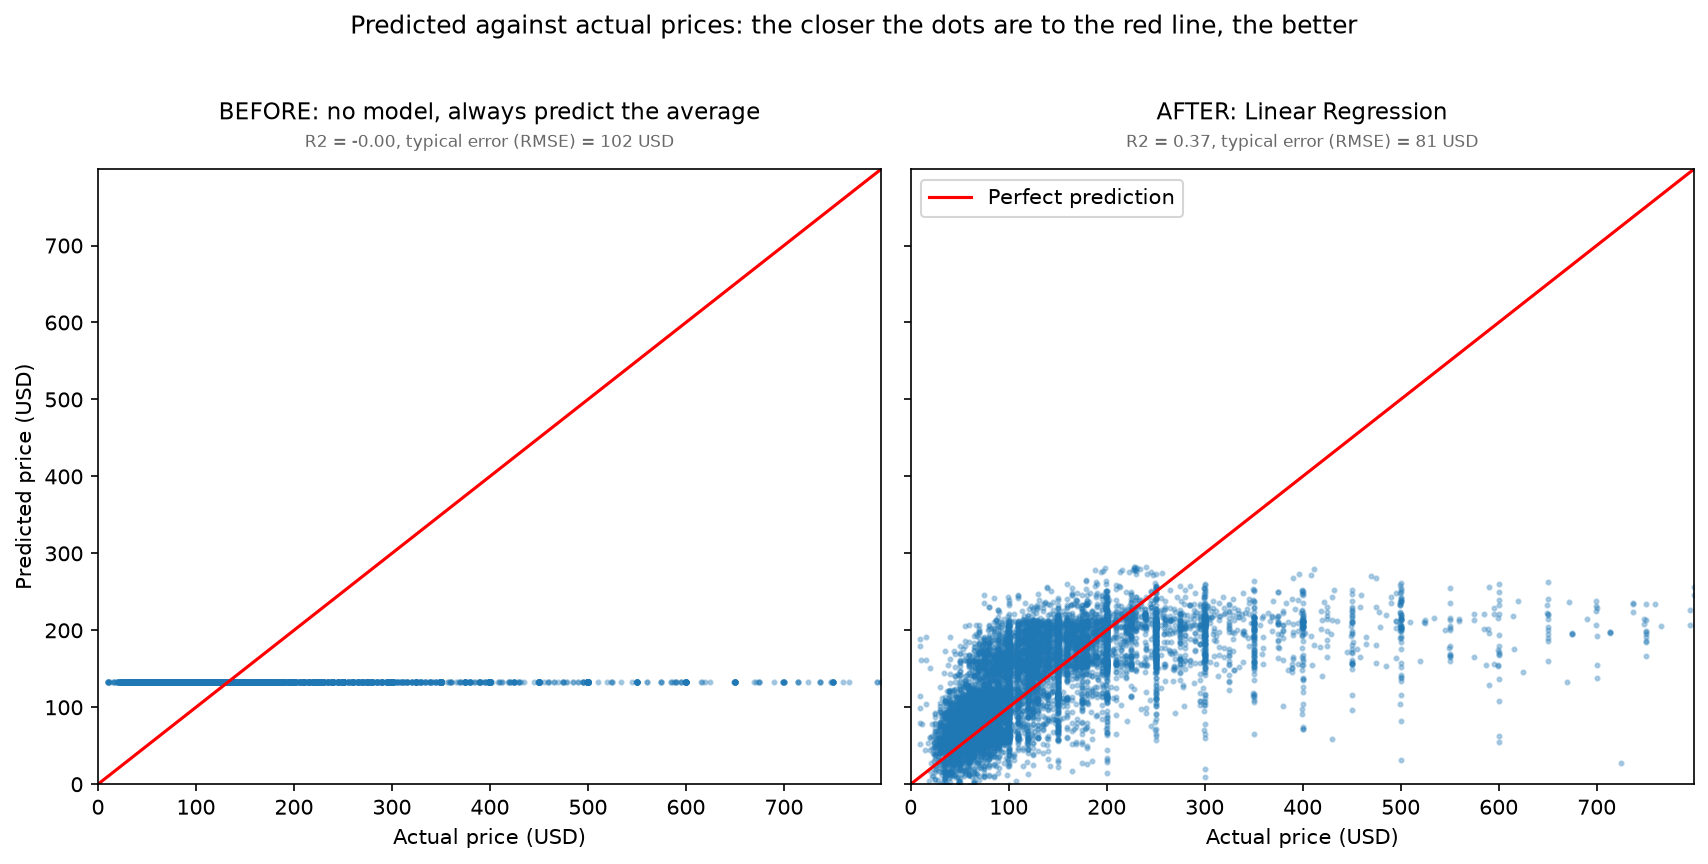 Predicted against actual prices: the closer the dots are to the red line, the better
BEFORE: no model, always predict the average
R2 = -0.00, typical error (RMSE) = 102 USD
Predicted price (USD)
700
600
500
400
300
200
100
0
0 100 200 300 400 500 600 700
Actual price (USD)
AFTER: Linear Regression
R2 = 0.37, typical error (RMSE) = 81 USD
Perfect prediction
0 100 200 300 400 500 600 700
Actual price (USD)